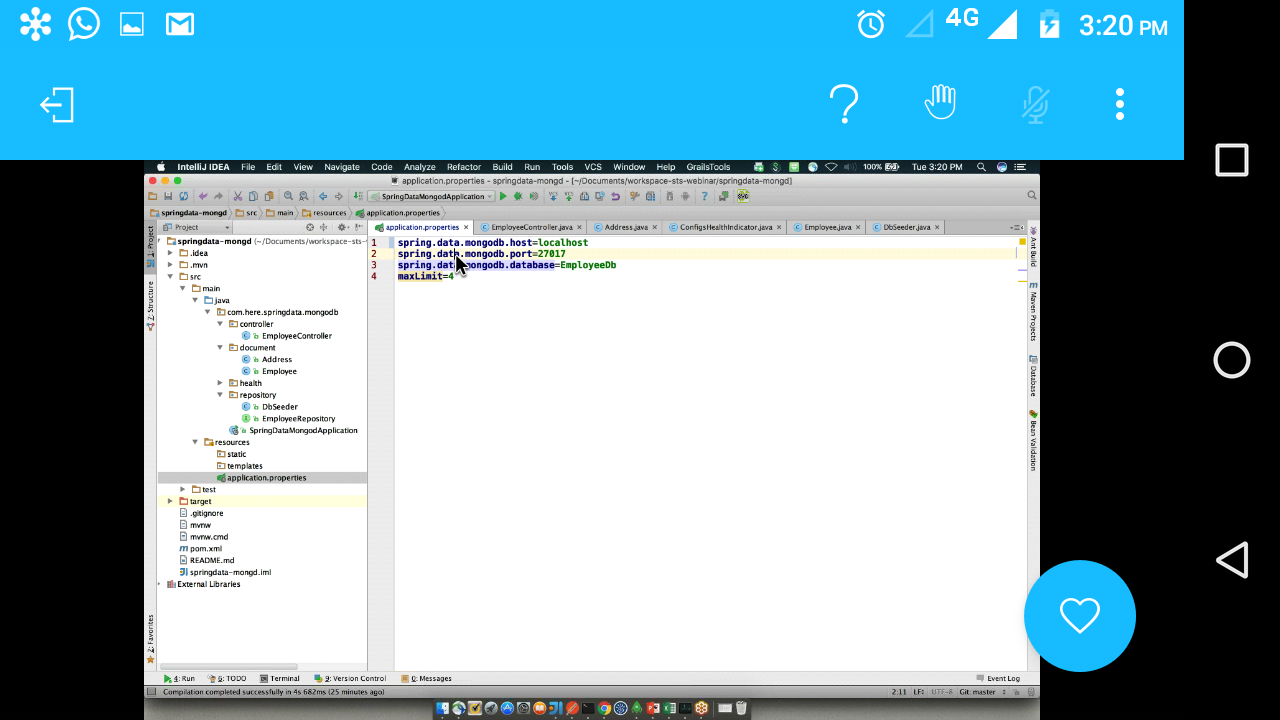 4G 3:20 PM
IntelliJ IDEA File Edit View Navigate Code Analyze Refactor Build Run Tools VCS Window Help GrailsTools 100% Tue 3:20 PM
application.properties - springdata-mongd - [~/Documents/workspace-sts-webinar/springdata-mongd]
SpringDataMongodApplication
springdata-mongd src main resources application.properties
Project
application.properties EmployeeController.java Address.java ConfigsHealthIndicator.java Employee.java DbSeeder.java
springdata-mongd (~/Documents/workspace-sts-
.idea
.mvn
src
main
java
com.here.springdata.mongodb
controller
EmployeeController
document
Address
Employee
health
repository
DbSeeder
EmployeeRepository
SpringDataMongodApplication
resources
static
templates
application.properties
test
target
.gitignore
mvnw
mvnw.cmd
pom.xml
README.md
springdata-mongd.iml
External Libraries
1 spring.data.mongodb.host=localhost
2 spring.data.mongodb.port=27017
3 spring.data.mongodb.database=EmployeeDb
4 maxLimit=4
1: Project
7: Structure
2: Favorites
Ant Build
Maven Projects
Database
Bean Validation
4: Run 6: TODO Terminal 9: Version Control 0: Messages Event Log
Compilation completed successfully in 4s 682ms (25 minutes ago) 2:11 LF÷ UTF-8 Git: master